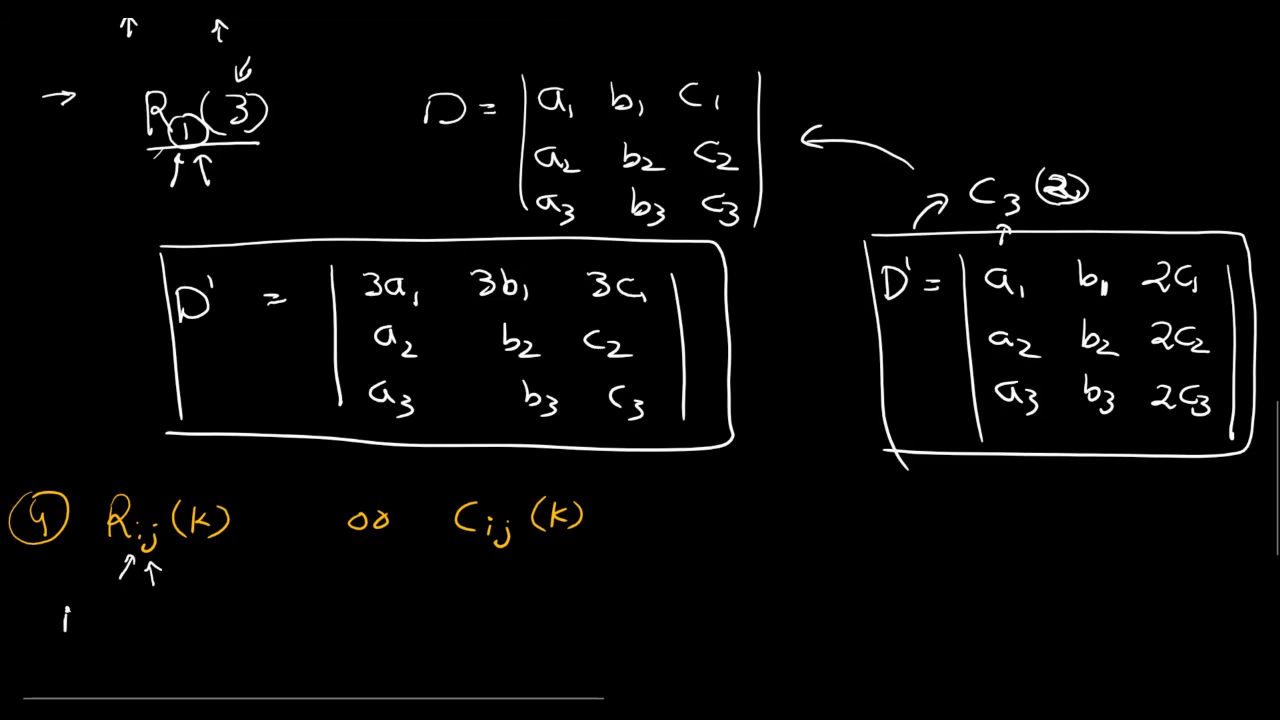 → R₁(3)
D = | a₁ b₁ c₁ |
| a₂ b₂ c₂ |
| a₃ b₃ c₃ |
D' = | 3a₁ 3b₁ 3c₁ |
| a₂ b₂ c₂ |
| a₃ b₃ c₃ |
C₃(2)
D' = | a₁ b₁ 2c₁ |
| a₂ b₂ 2c₂ |
| a₃ b₃ 2c₃ |
④ Rᵢⱼ(k) or Cᵢⱼ(k)
i